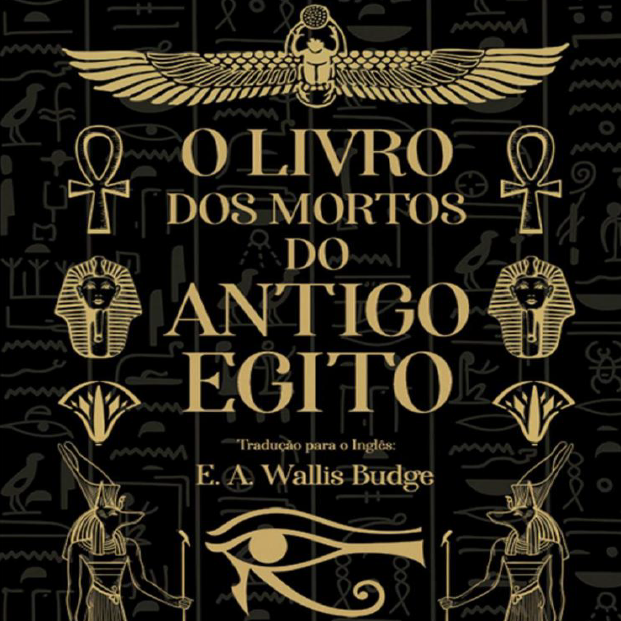 O LIVRO
DOS MORTOS
DO
ANTIGO
EGITO
Tradução para o Inglês:
E. A. Wallis Budge